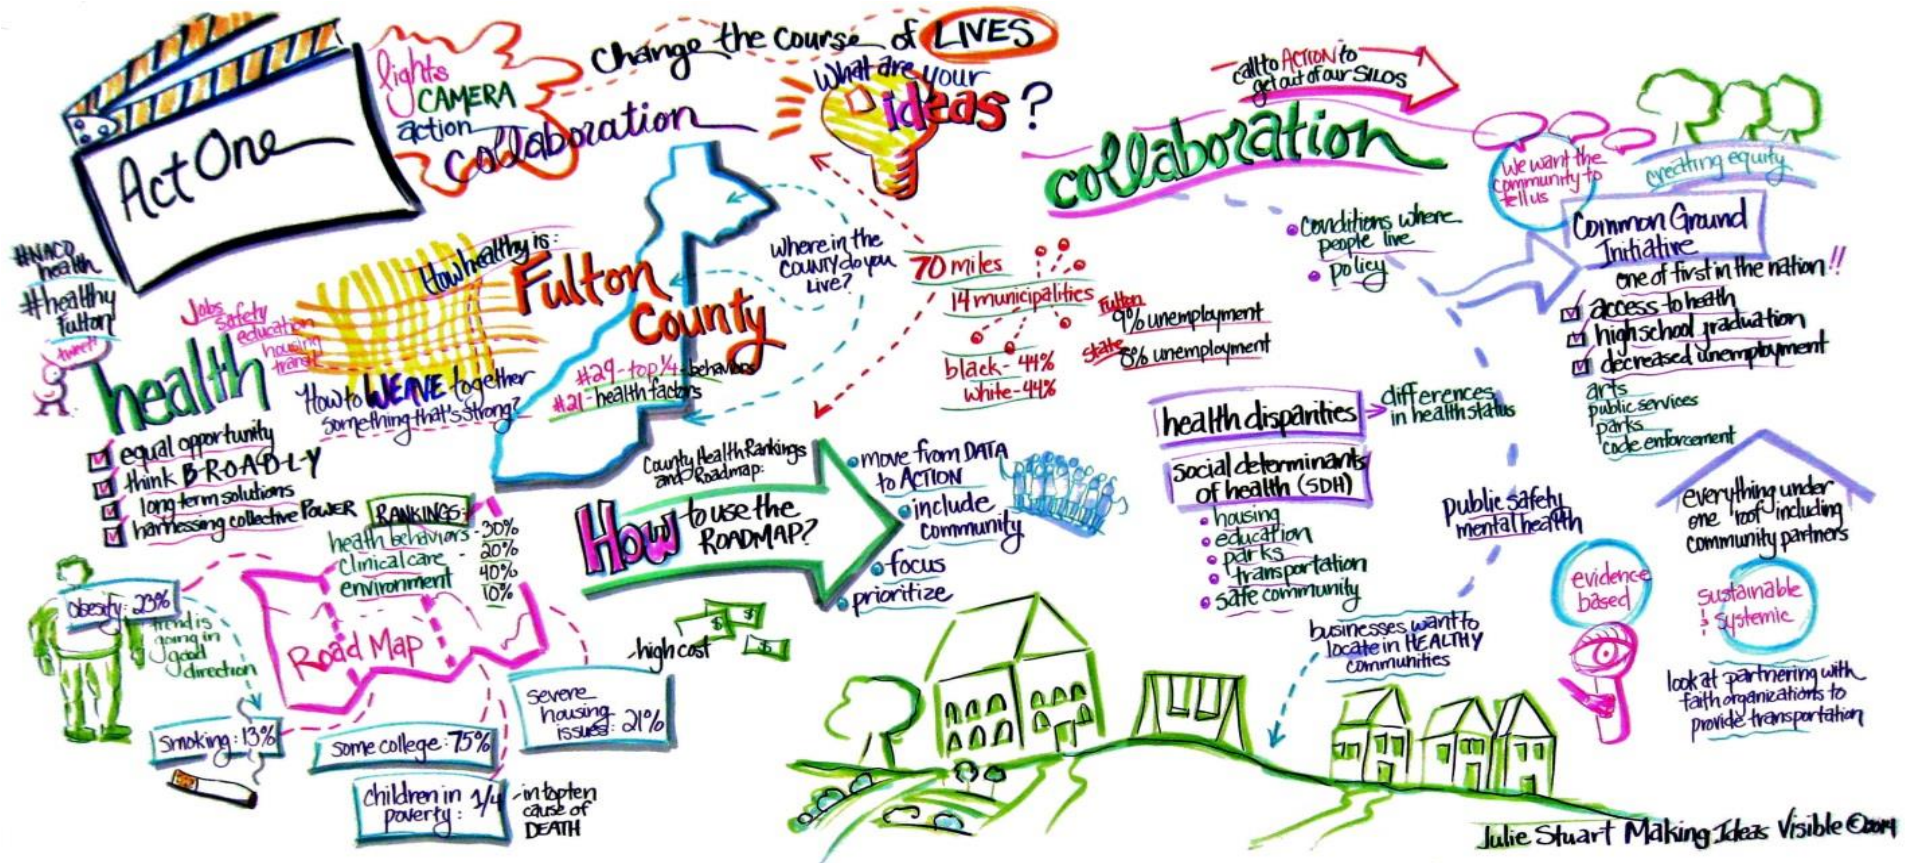 Act One
lights
CAMERA
action
collaboration
change the course of LIVES
What are your
ideas?
#NACO
health
#healthy
Fulton
tweet!
Jobs
safety
education
housing
transit
health
equal opportunity
think B-R-O-A-D-L-Y
long term solutions
harnessing collective POWER
How to WEAVE together
something that's strong?
How healthy is:
Fulton
County
#29-top 1/4-behaviors
#21-health factors
Where in the
COUNTY do you
Live?
70 miles
14 municipalities
black-44%
white-44%
Fulton
9% unemployment
State
8% unemployment
RANKINGS:
health behaviors - 30%
clinical care - 20%
40%
environment 10%
Road Map
obesity: 23%
trend is
going in
good
direction
smoking: 13%
some college: 75%
children in
poverty: 1/4
-in top ten
cause of
DEATH
severe
housing
issues: 21%
-high cost
$
$
$
County Health Rankings
and Roadmap:
How to use the
ROADMAP?
move from DATA
to ACTION
include
community
focus
prioritize
call to ACTION to
get out of our SILOS
collaboration
conditions where
people live
policy
health disparities
differences
in health status
social determinants
of health (SDH)
housing
education
parks
transportation
safe community
We want the
community to
tell us
creating equity
Common Ground
Initiative
one of first in the nation!!
access to health
high school graduation
decreased unemployment
arts
public services
parks
code enforcement
public safety
mental health
businesses want to
locate in HEALTHY
communities
everything under
one roof including
community partners
evidence
based
sustainable
systemic
look at partnering with
faith organizations to
provide transportation
Julie Stuart Making Ideas Visible ©2014